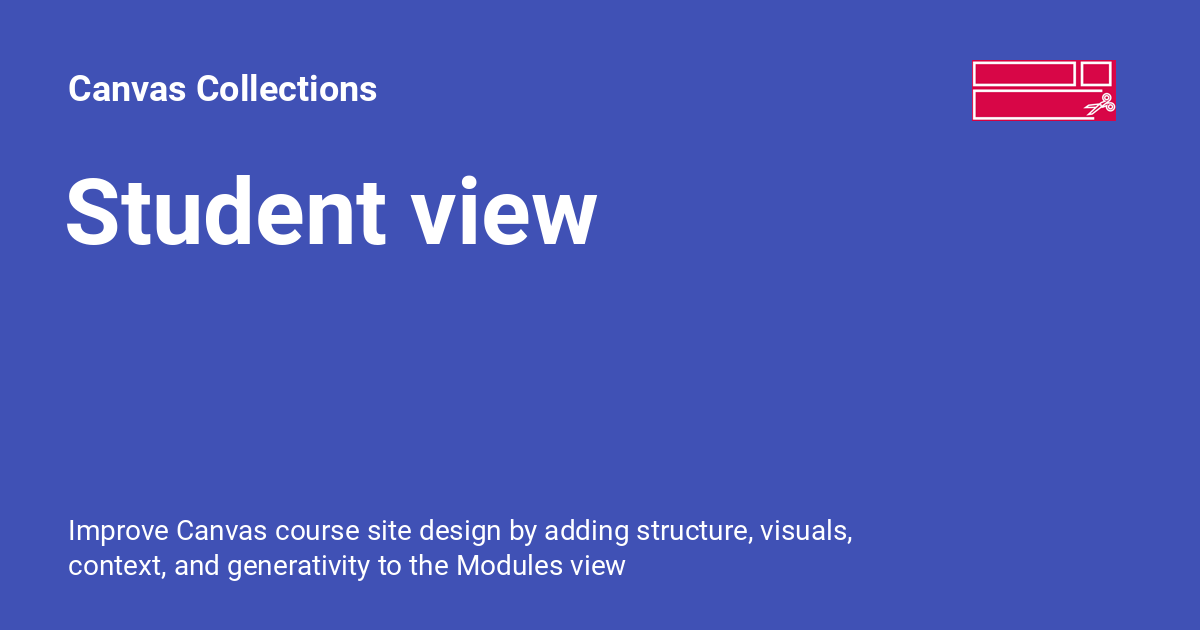 Canvas Collections
Student view
Improve Canvas course site design by adding structure, visuals,
context, and generativity to the Modules view